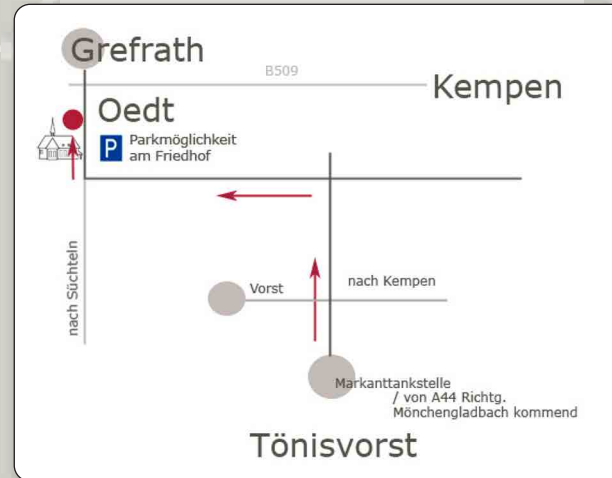 Grefrath
B509
Kempen
Oedt
P
Parkmöglichkeit
am Friedhof
nach Süchteln
Vorst
nach Kempen
Markanttankstelle
/ von A44 Richtg.
Mönchengladbach kommend
Tönisvorst